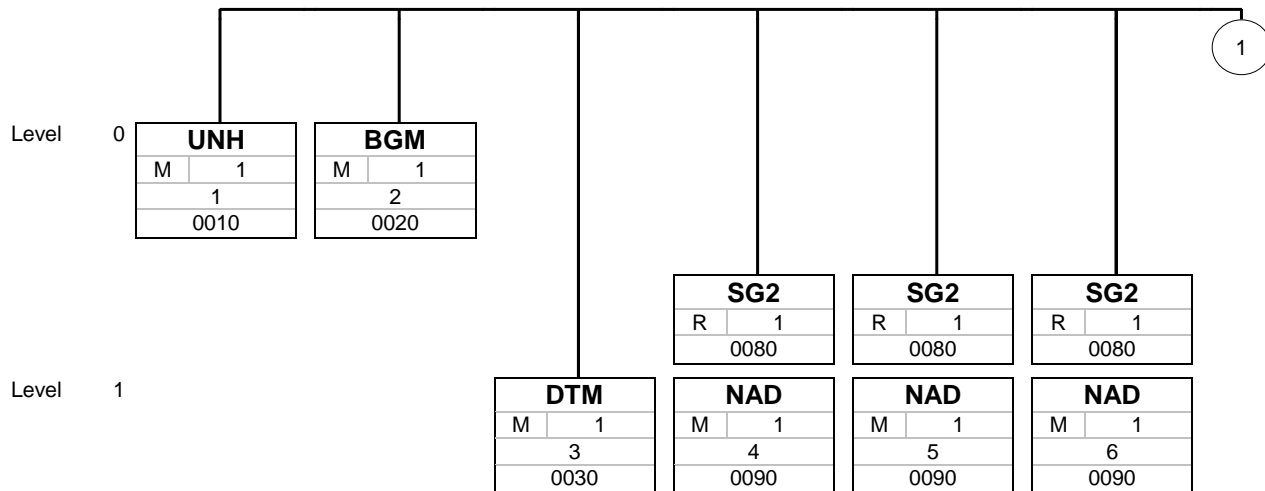 1
Level 0 UNH BGM
M 1 M 1
1 2
0010 0020
SG2 SG2 SG2
R 1 R 1 R 1
0080 0080 0080
Level 1 DTM NAD NAD NAD
M 1 M 1 M 1 M 1
3 4 5 6
0030 0090 0090 0090